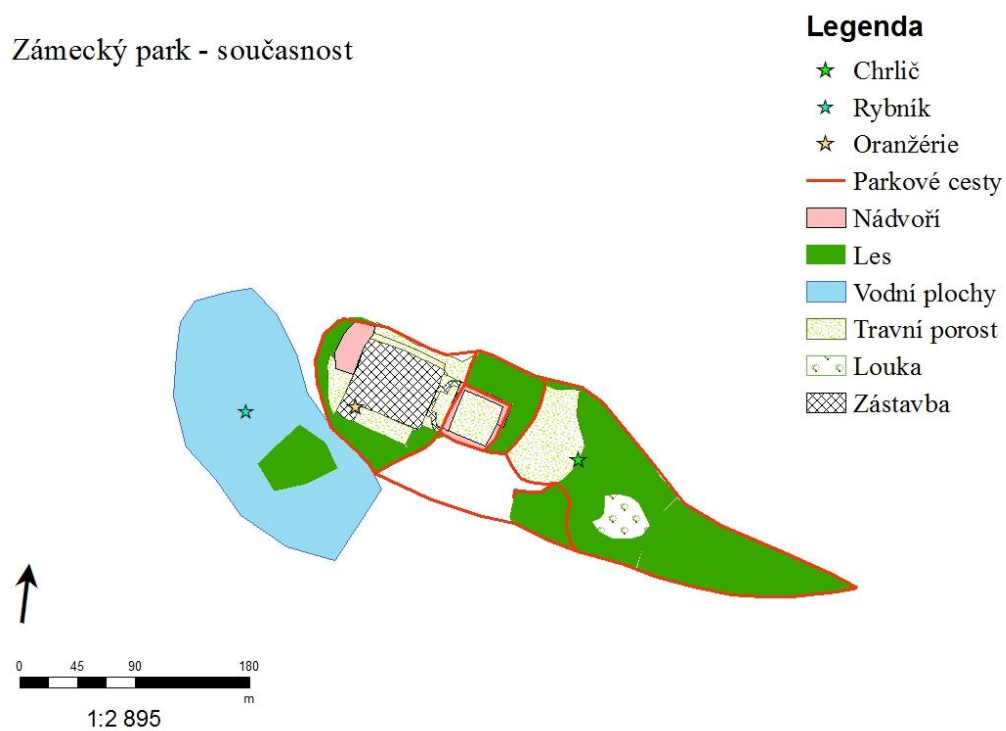 Zámecký park - současnost
Legenda
Chrlič
Rybník
Oranžérie
Parkové cesty
Nádvoří
Les
Vodní plochy
Travní porost
Louka
Zástavba
0 45 90 180
m
1:2 895